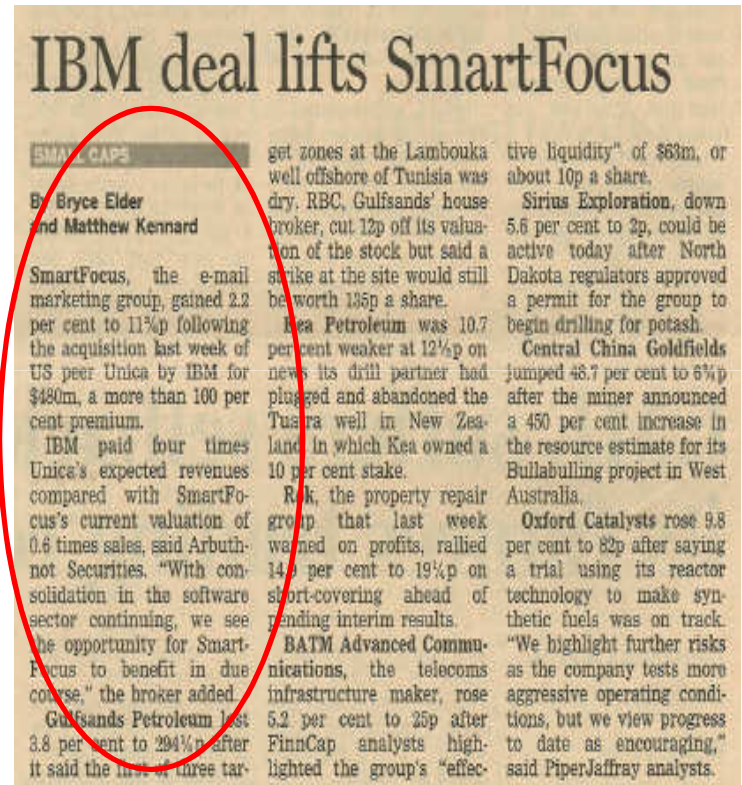 IBM deal lifts SmartFocus
SMALL CAPS
By Bryce Elder
and Matthew Kennard
SmartFocus, the e-mail
marketing group, gained 2.2
per cent to 11¾p following
the acquisition last week of
US peer Unica by IBM for
$480m, a more than 100 per
cent premium.
IBM paid four times
Unica's expected revenues
compared with SmartFo-
cus's current valuation of
0.6 times sales, said Arbuth-
not Securities. "With con-
solidation in the software
sector continuing, we see
the opportunity for Smart-
Focus to benefit in due
course," the broker added.
Gulfsands Petroleum lost
3.8 per cent to after
it said the first of three tar-
get zones at the Lambouka
well offshore of Tunisia was
dry. RBC, Gulfsands' house
broker, cut 12p off its valua-
tion of the stock but said a
strike at the site would still
be worth 135p a share.
Kea Petroleum was 10.7
per cent weaker at 12½p on
news its drill partner had
plugged and abandoned the
Tuatra well in New Zea-
land, in which Kea owned a
10 per cent stake.
Rok, the property repair
group that last week
warned on profits, rallied
14.9 per cent to 19¼p on
short-covering ahead of
pending interim results.
BATM Advanced Commu-
nications, the telecoms
infrastructure maker, rose
5.2 per cent to 25p after
FinnCap analysts high-
lighted the group's "effec-
tive liquidity" of $63m, or
about 10p a share.
Sirius Exploration, down
5.6 per cent to 2p, could be
active today after North
Dakota regulators approved
a permit for the group to
begin drilling for potash.
Central China Goldfields
jumped 48.7 per cent to after the miner announced
a 450 per cent increase in
the resource estimate for its
Bullabulling project in West
Australia.
Oxford Catalysts rose 9.8
per cent to 82p after saying
a trial using its reactor
technology to make syn-
thetic fuels was on track.
"We highlight further risks
as the company tests more
aggressive operating condi-
tions, but we view progress
to date as encouraging,"
said PiperJaffray analysts.